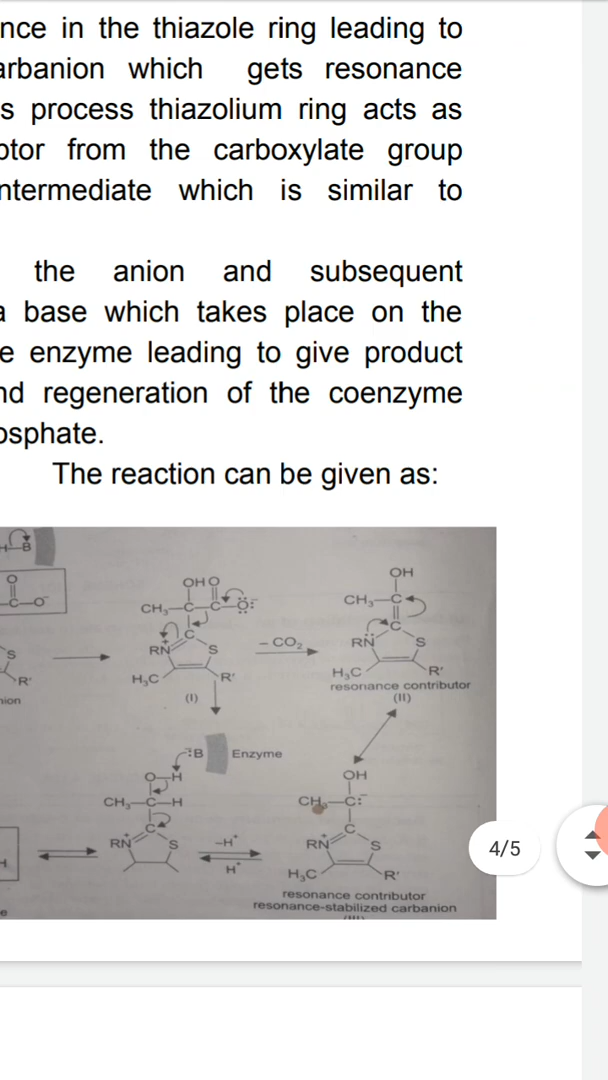 nce in the thiazole ring leading to
arbanion which gets resonance
s process thiazolium ring acts as
ptor from the carboxylate group
ntermediate which is similar to
the anion and subsequent
a base which takes place on the
e enzyme leading to give product
nd regeneration of the coenzyme
osphate.
The reaction can be given as:
H–B
O
–C–O⁻
S
R'
nion
OH O
CH₃–C–C–Ö:⁻
C
RN⁺ S
H₃C R'
(I)
– CO₂
OH
CH₃–C
C
RN̈ S
H₃C R'
resonance contributor
(II)
:B Enzyme
O–H
CH₃–C–H
C
RN⁺ S
–H⁺
H⁺
OH
CH₃–C:⁻
C
RN⁺ S
H₃C R'
resonance contributor
resonance-stabilized carbanion
H
e
4/5